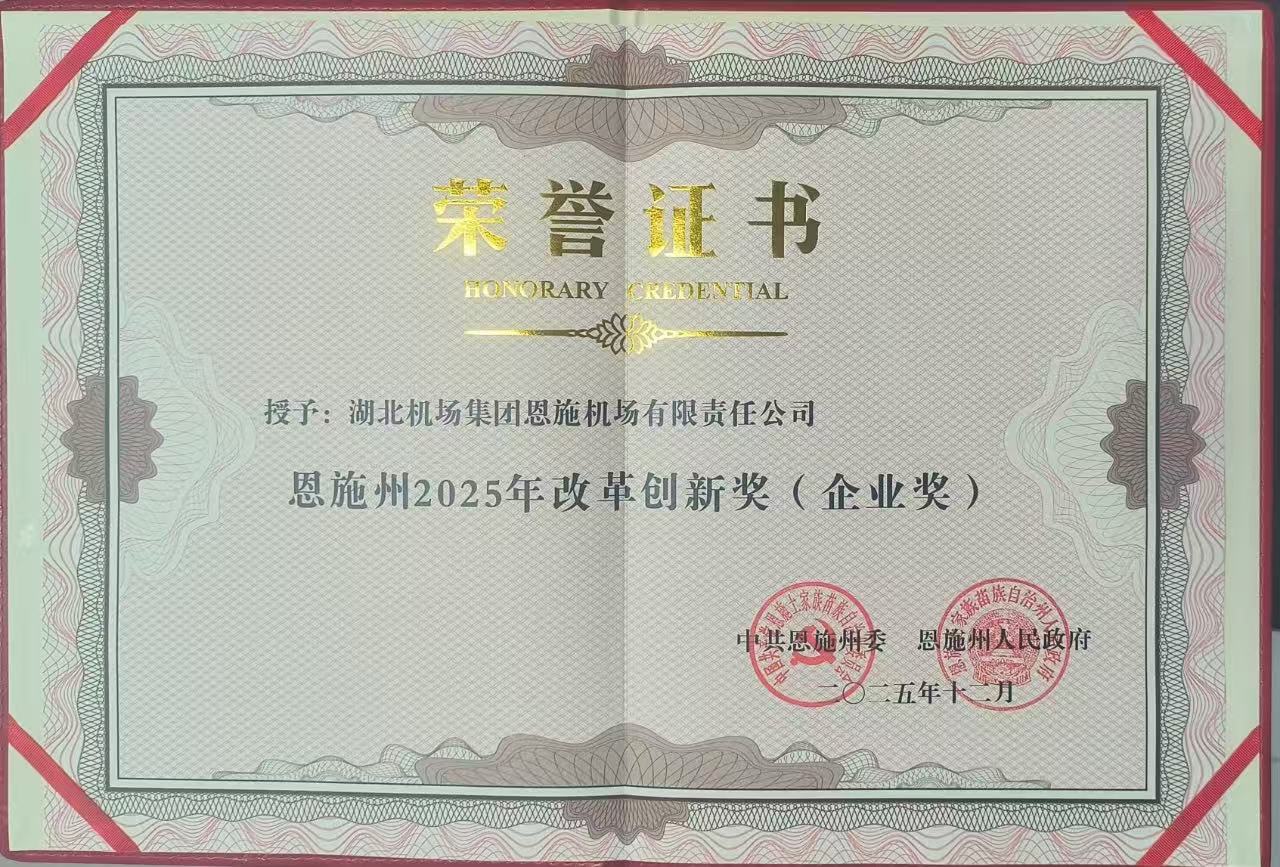 荣誉证书
HONORARY CREDENTIAL
授予：湖北机场集团恩施机场有限责任公司
恩施州2025年改革创新奖（企业奖）
中共恩施州委 恩施州人民政府
二〇二五年十二月